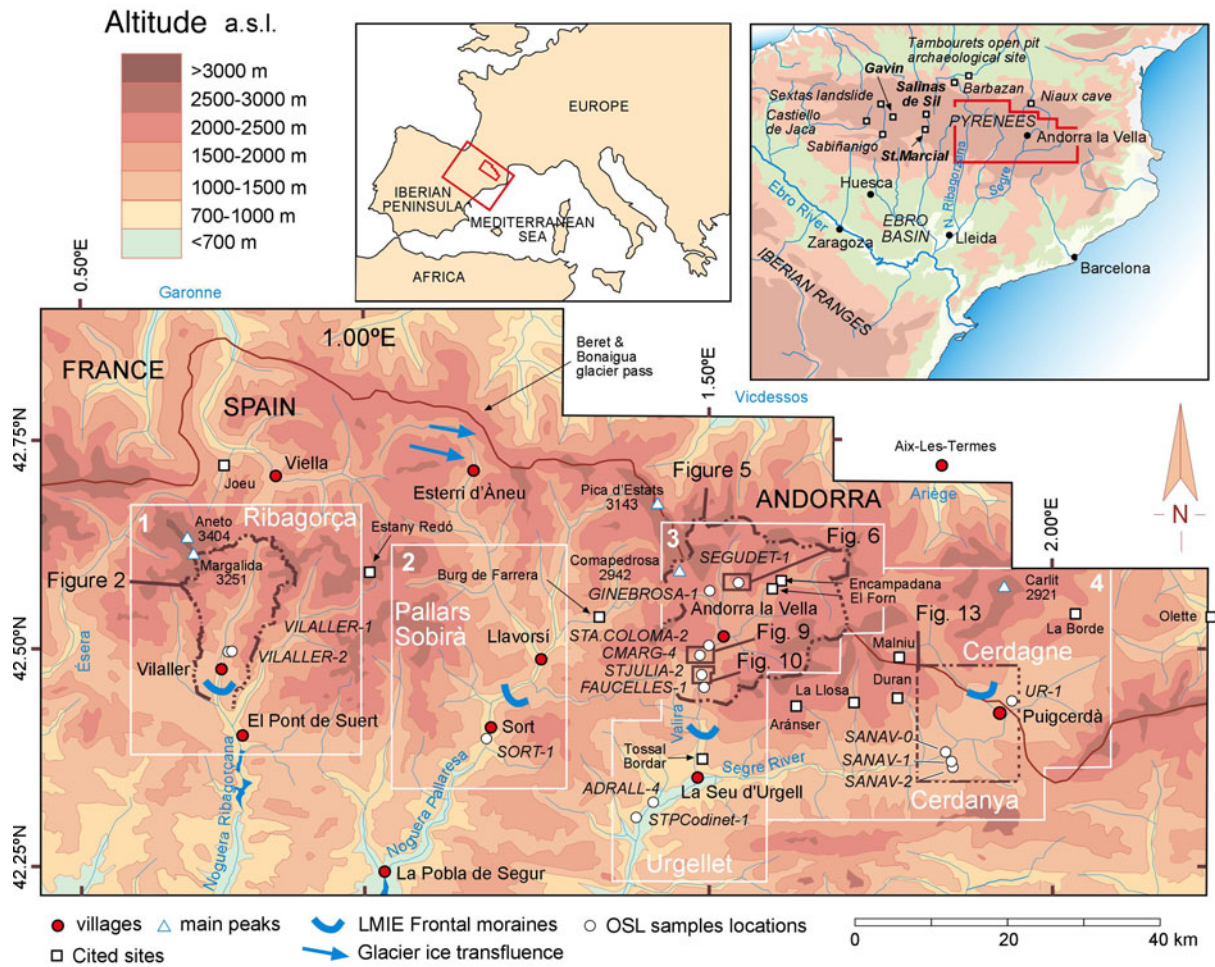 Altitude a.s.l.
>3000 m
2500-3000 m
2000-2500 m
1500-2000 m
1000-1500 m
700-1000 m
<700 m
EUROPE
IBERIAN
PENINSULA
MEDITERRANEAN
SEA
AFRICA
Tambourets open pit
archaeological site
Gavin
Salinas
de Sil
Barbazan
Sextas landslide
Niaux cave
Castiello
de Jaca
PYRENEES
Andorra la Vella
Sabiñanigo
St.Marcial
N. Ribagorzana
Segre
Huesca
Ebro River
EBRO
BASIN
Lleida
Zaragoza
Barcelona
IBERIAN RANGES
0.50ºE
Garonne
1.00ºE
Beret &
Bonaigua
glacier pass
1.50ºE
Vicdessos
FRANCE
SPAIN
42.75ºN
Viella
Joeu
Esterri d'Àneu
Figure 5
Aix-Les-Termes
Ariège
Pica d'Estats
3143
ANDORRA
N
2.00ºE
1
Aneto
3404
Ribagorça
Margalida
3251
Estany Redó
Figure 2
2
Burg de Farrera
Pallars
Sobirà
3
Comapedrosa
2942
SEGUDET-1
Fig. 6
GINEBROSA-1
Encampadana
El Forn
Andorra la Vella
Carlit
2921
4
La Borde
Olette
42.50ºN
Ésera
VILALLER-1
VILALLER-2
Vilaller
Llavorsí
STA.COLOMA-2
CMARG-4
STJULIA-2
FAUCELLES-1
Fig. 9
Fig. 10
Fig. 13
Malniu
Duran
La Llosa
Aránser
Cerdagne
UR-1
Puigcerdà
El Pont de Suert
Sort
SORT-1
Valira
Tossal
Bordar
Segre River
SANAV-0
SANAV-1
SANAV-2
Cerdanya
Noguera Ribagorçana
Noguera Pallaresa
ADRALL-4
La Seu d'Urgell
STPCodinet-1
Urgellet
42.25ºN
La Pobla de Segur
villages
main peaks
LMIE Frontal moraines
OSL samples locations
Cited sites
Glacier ice transfluence
0 20 40 km